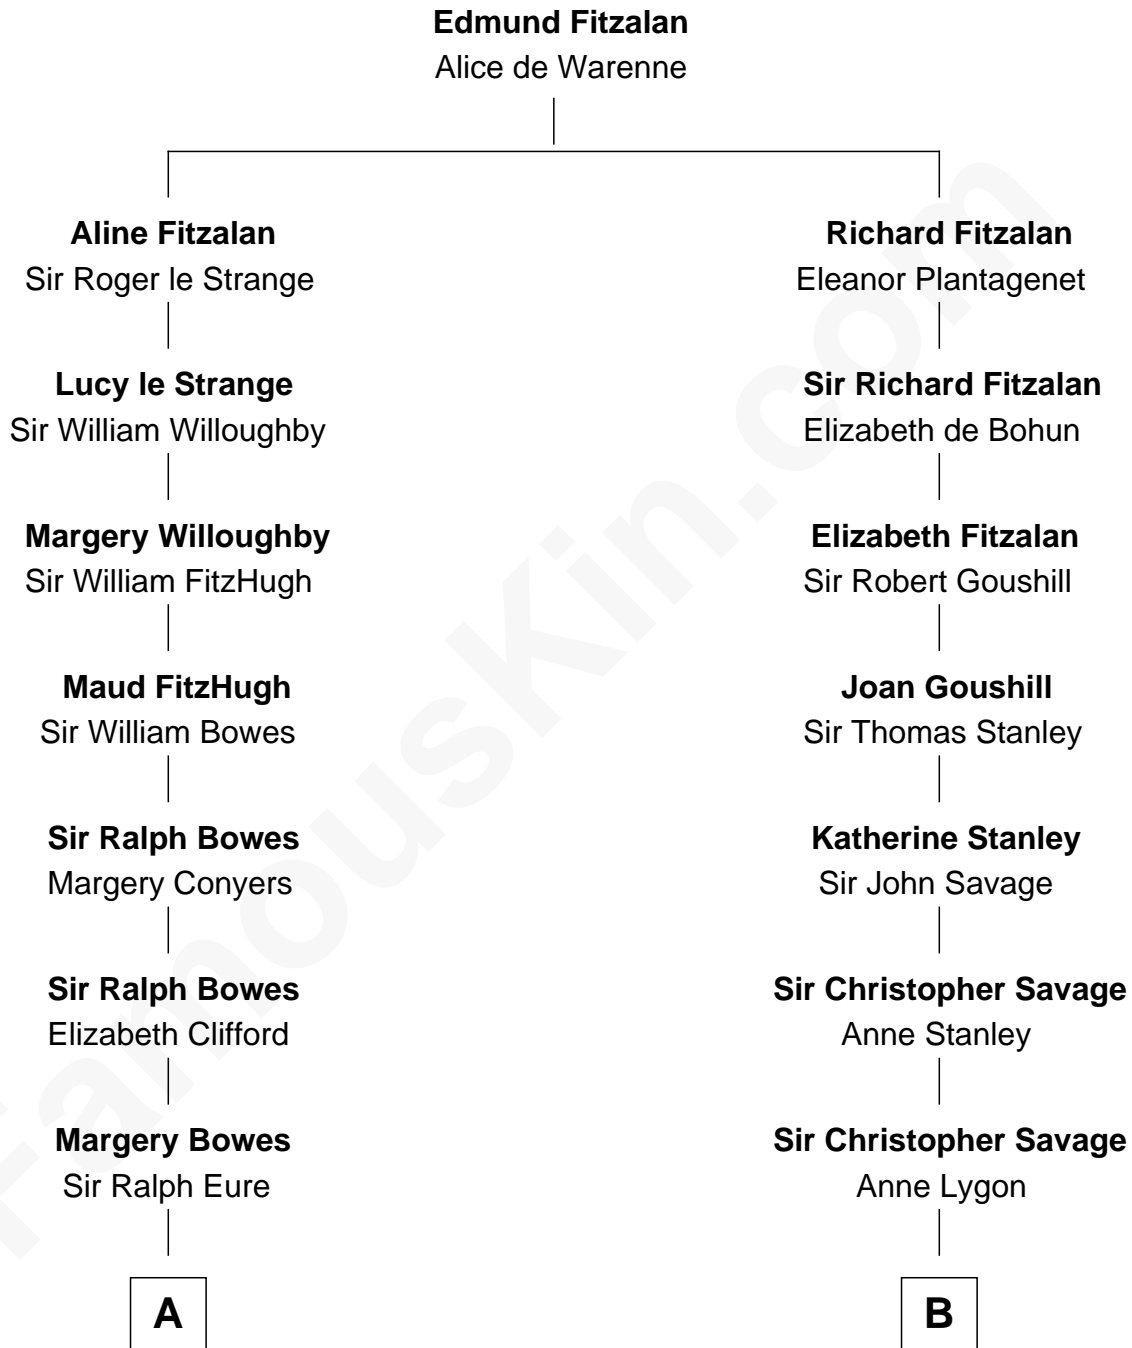 Edmund Fitzalan
Alice de Warenne
Aline Fitzalan
Sir Roger le Strange
Richard Fitzalan
Eleanor Plantagenet
Lucy le Strange
Sir William Willoughby
Sir Richard Fitzalan
Elizabeth de Bohun
Margery Willoughby
Sir William FitzHugh
Elizabeth Fitzalan
Sir Robert Goushill
Maud FitzHugh
Sir William Bowes
Joan Goushill
Sir Thomas Stanley
Sir Ralph Bowes
Margery Conyers
Katherine Stanley
Sir John Savage
Sir Ralph Bowes
Elizabeth Clifford
Sir Christopher Savage
Anne Stanley
Margery Bowes
Sir Ralph Eure
Sir Christopher Savage
Anne Lygon
A
B
FamousKin.com